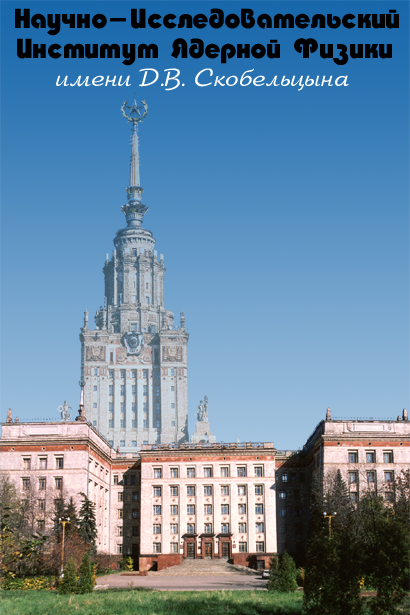 Научно-Исследовательский
Институт Ядерной Физики
имени Д.В. Скобельцына